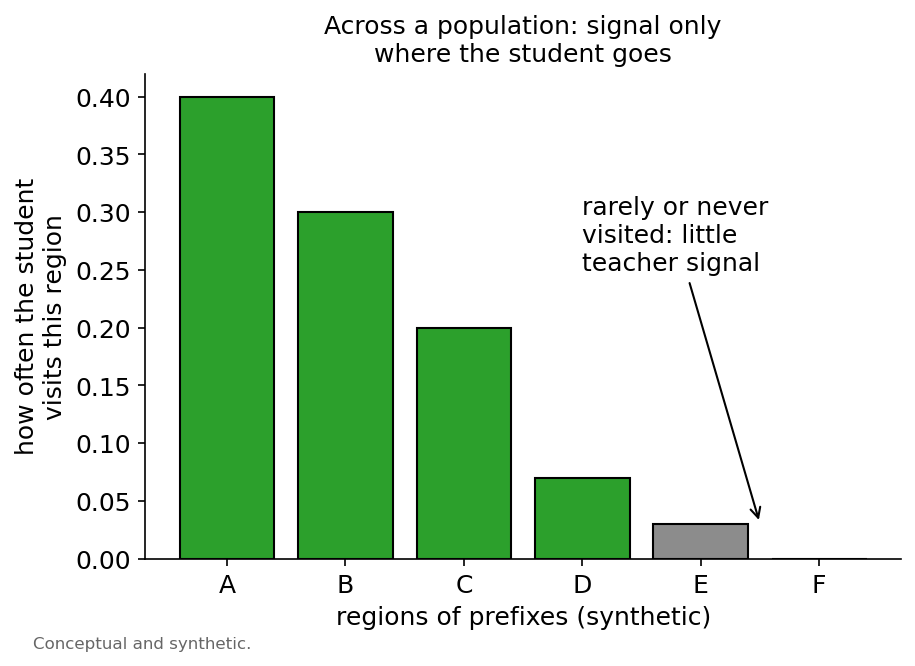 Across a population: signal only
where the student goes
how often the student
visits this region
0.40
0.35
0.30
0.25
0.20
0.15
0.10
0.05
0.00
rarely or never
visited: little
teacher signal
A B C D E F
regions of prefixes (synthetic)
Conceptual and synthetic.